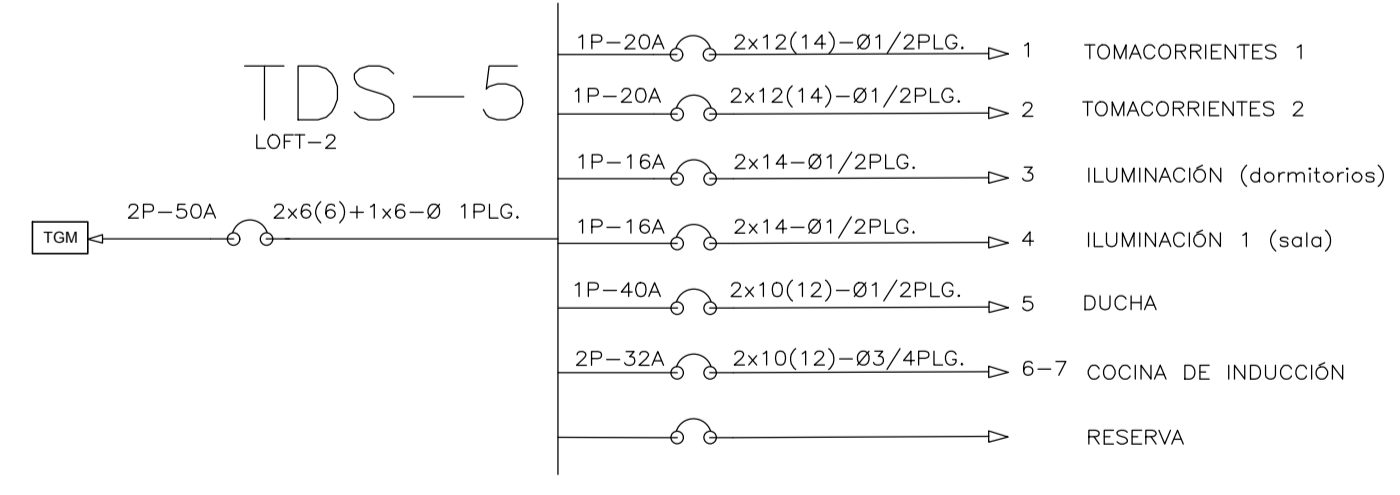 TDS-5
LOFT-2
TGM
2P-50A 2x6(6)+1x6-Ø 1PLG.
1P-20A 2x12(14)-Ø1/2PLG. 1 TOMACORRIENTES 1
1P-20A 2x12(14)-Ø1/2PLG. 2 TOMACORRIENTES 2
1P-16A 2x14-Ø1/2PLG. 3 ILUMINACIÓN (dormitorios)
1P-16A 2x14-Ø1/2PLG. 4 ILUMINACIÓN 1 (sala)
1P-40A 2x10(12)-Ø1/2PLG. 5 DUCHA
2P-32A 2x10(12)-Ø3/4PLG. 6-7 COCINA DE INDUCCIÓN
RESERVA